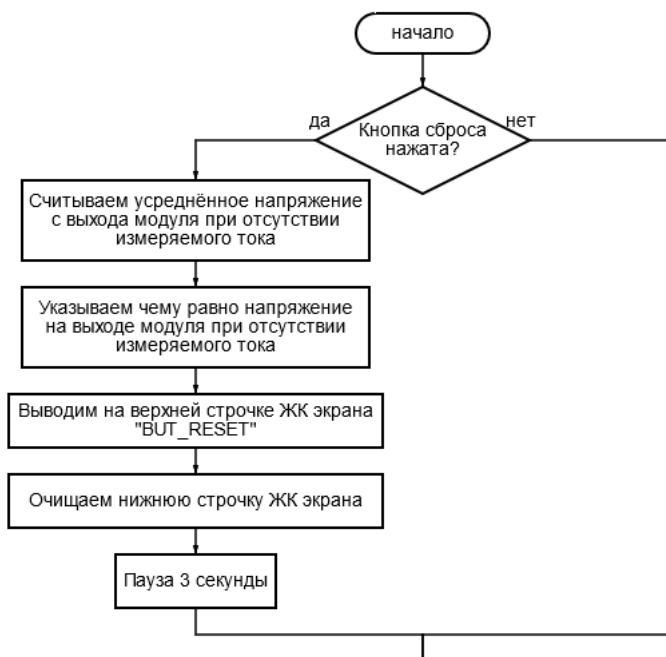 начало
да
нет
Кнопка сброса
нажата?
Считываем усреднённое напряжение
с выхода модуля при отсутствии
измеряемого тока
Указываем чему равно напряжение
на выходе модуля при отсутствии
измеряемого тока
Выводим на верхней строчке ЖК экрана
"BUT_RESET"
Очищаем нижнюю строчку ЖК экрана
Пауза 3 секунды